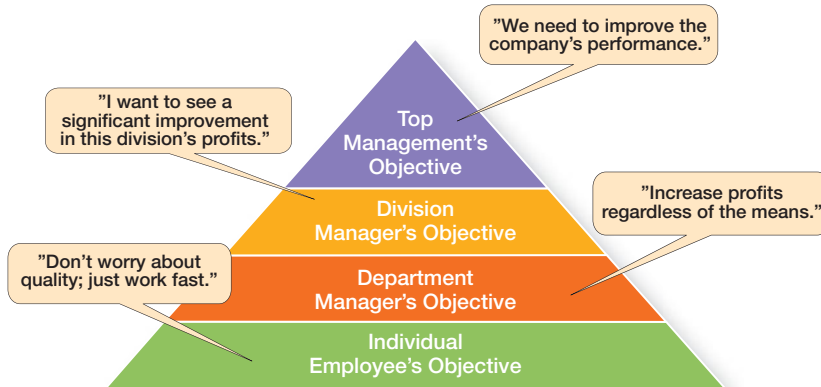 ”We need to improve the
company’s performance.”
”I want to see a
significant improvement
in this division’s profits.”
Top
Management’s
Objective
”Increase profits
regardless of the means.”
Division
Manager’s Objective
”Don’t worry about
quality; just work fast.”
Department
Manager’s Objective
Individual
Employee’s Objective